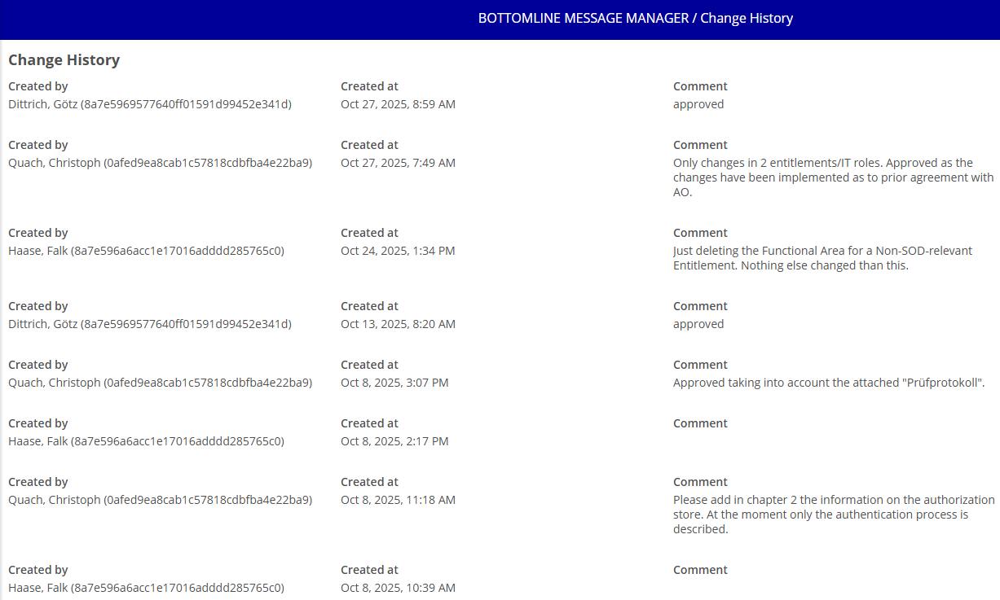 BOTTOMLINE MESSAGE MANAGER / Change History
Change History
Created by Created at Comment
Dittrich, Götz (8a7e5969577640ff01591d99452e341d) Oct 27, 2025, 8:59 AM approved
Created by Created at Comment
Quach, Christoph (0afed9ea8cab1c57818cdbfba4e22ba9) Oct 27, 2025, 7:49 AM Only changes in 2 entitlements/IT roles. Approved as the
changes have been implemented as to prior agreement with
AO.
Created by Created at Comment
Haase, Falk (8a7e596a6acc1e17016adddd285765c0) Oct 24, 2025, 1:34 PM Just deleting the Functional Area for a Non-SOD-relevant
Entitlement. Nothing else changed than this.
Created by Created at Comment
Dittrich, Götz (8a7e5969577640ff01591d99452e341d) Oct 13, 2025, 8:20 AM approved
Created by Created at Comment
Quach, Christoph (0afed9ea8cab1c57818cdbfba4e22ba9) Oct 8, 2025, 3:07 PM Approved taking into account the attached "Prüfprotokoll".
Created by Created at Comment
Haase, Falk (8a7e596a6acc1e17016adddd285765c0) Oct 8, 2025, 2:17 PM
Created by Created at Comment
Quach, Christoph (0afed9ea8cab1c57818cdbfba4e22ba9) Oct 8, 2025, 11:18 AM Please add in chapter 2 the information on the authorization
store. At the moment only the authentication process is
described.
Created by Created at Comment
Haase, Falk (8a7e596a6acc1e17016adddd285765c0) Oct 8, 2025, 10:39 AM